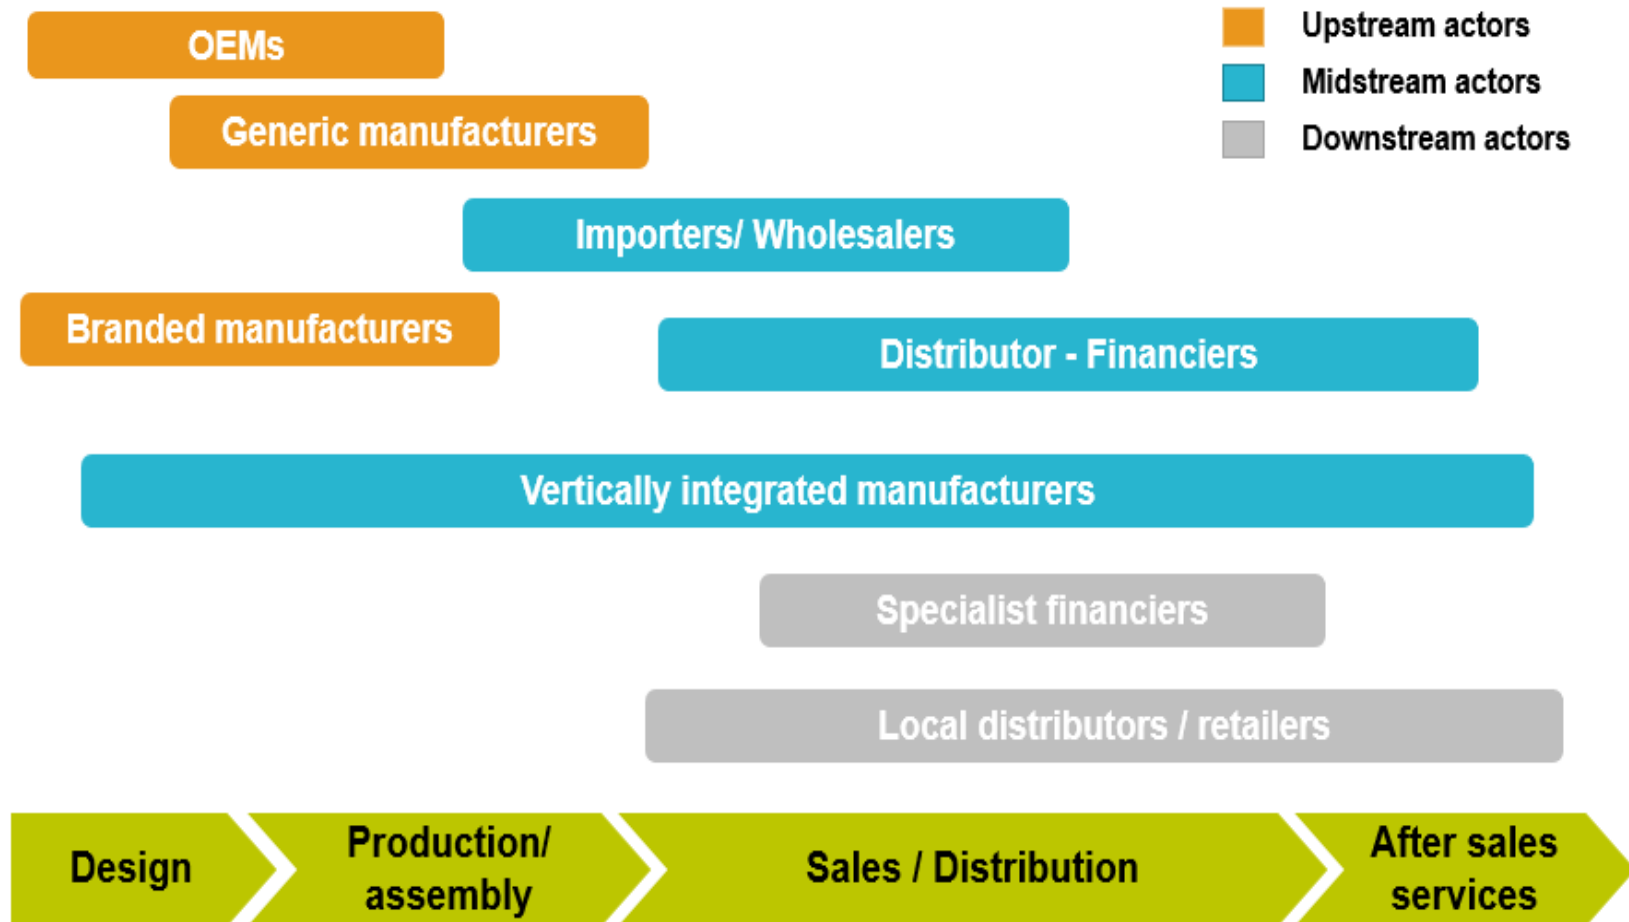 OEMs
Upstream actors
Midstream actors
Downstream actors
Generic manufacturers
Importers/ Wholesalers
Branded manufacturers
Distributor - Financiers
Vertically integrated manufacturers
Specialist financiers
Local distributors / retailers
Design
Production/
assembly
Sales / Distribution
After sales
services